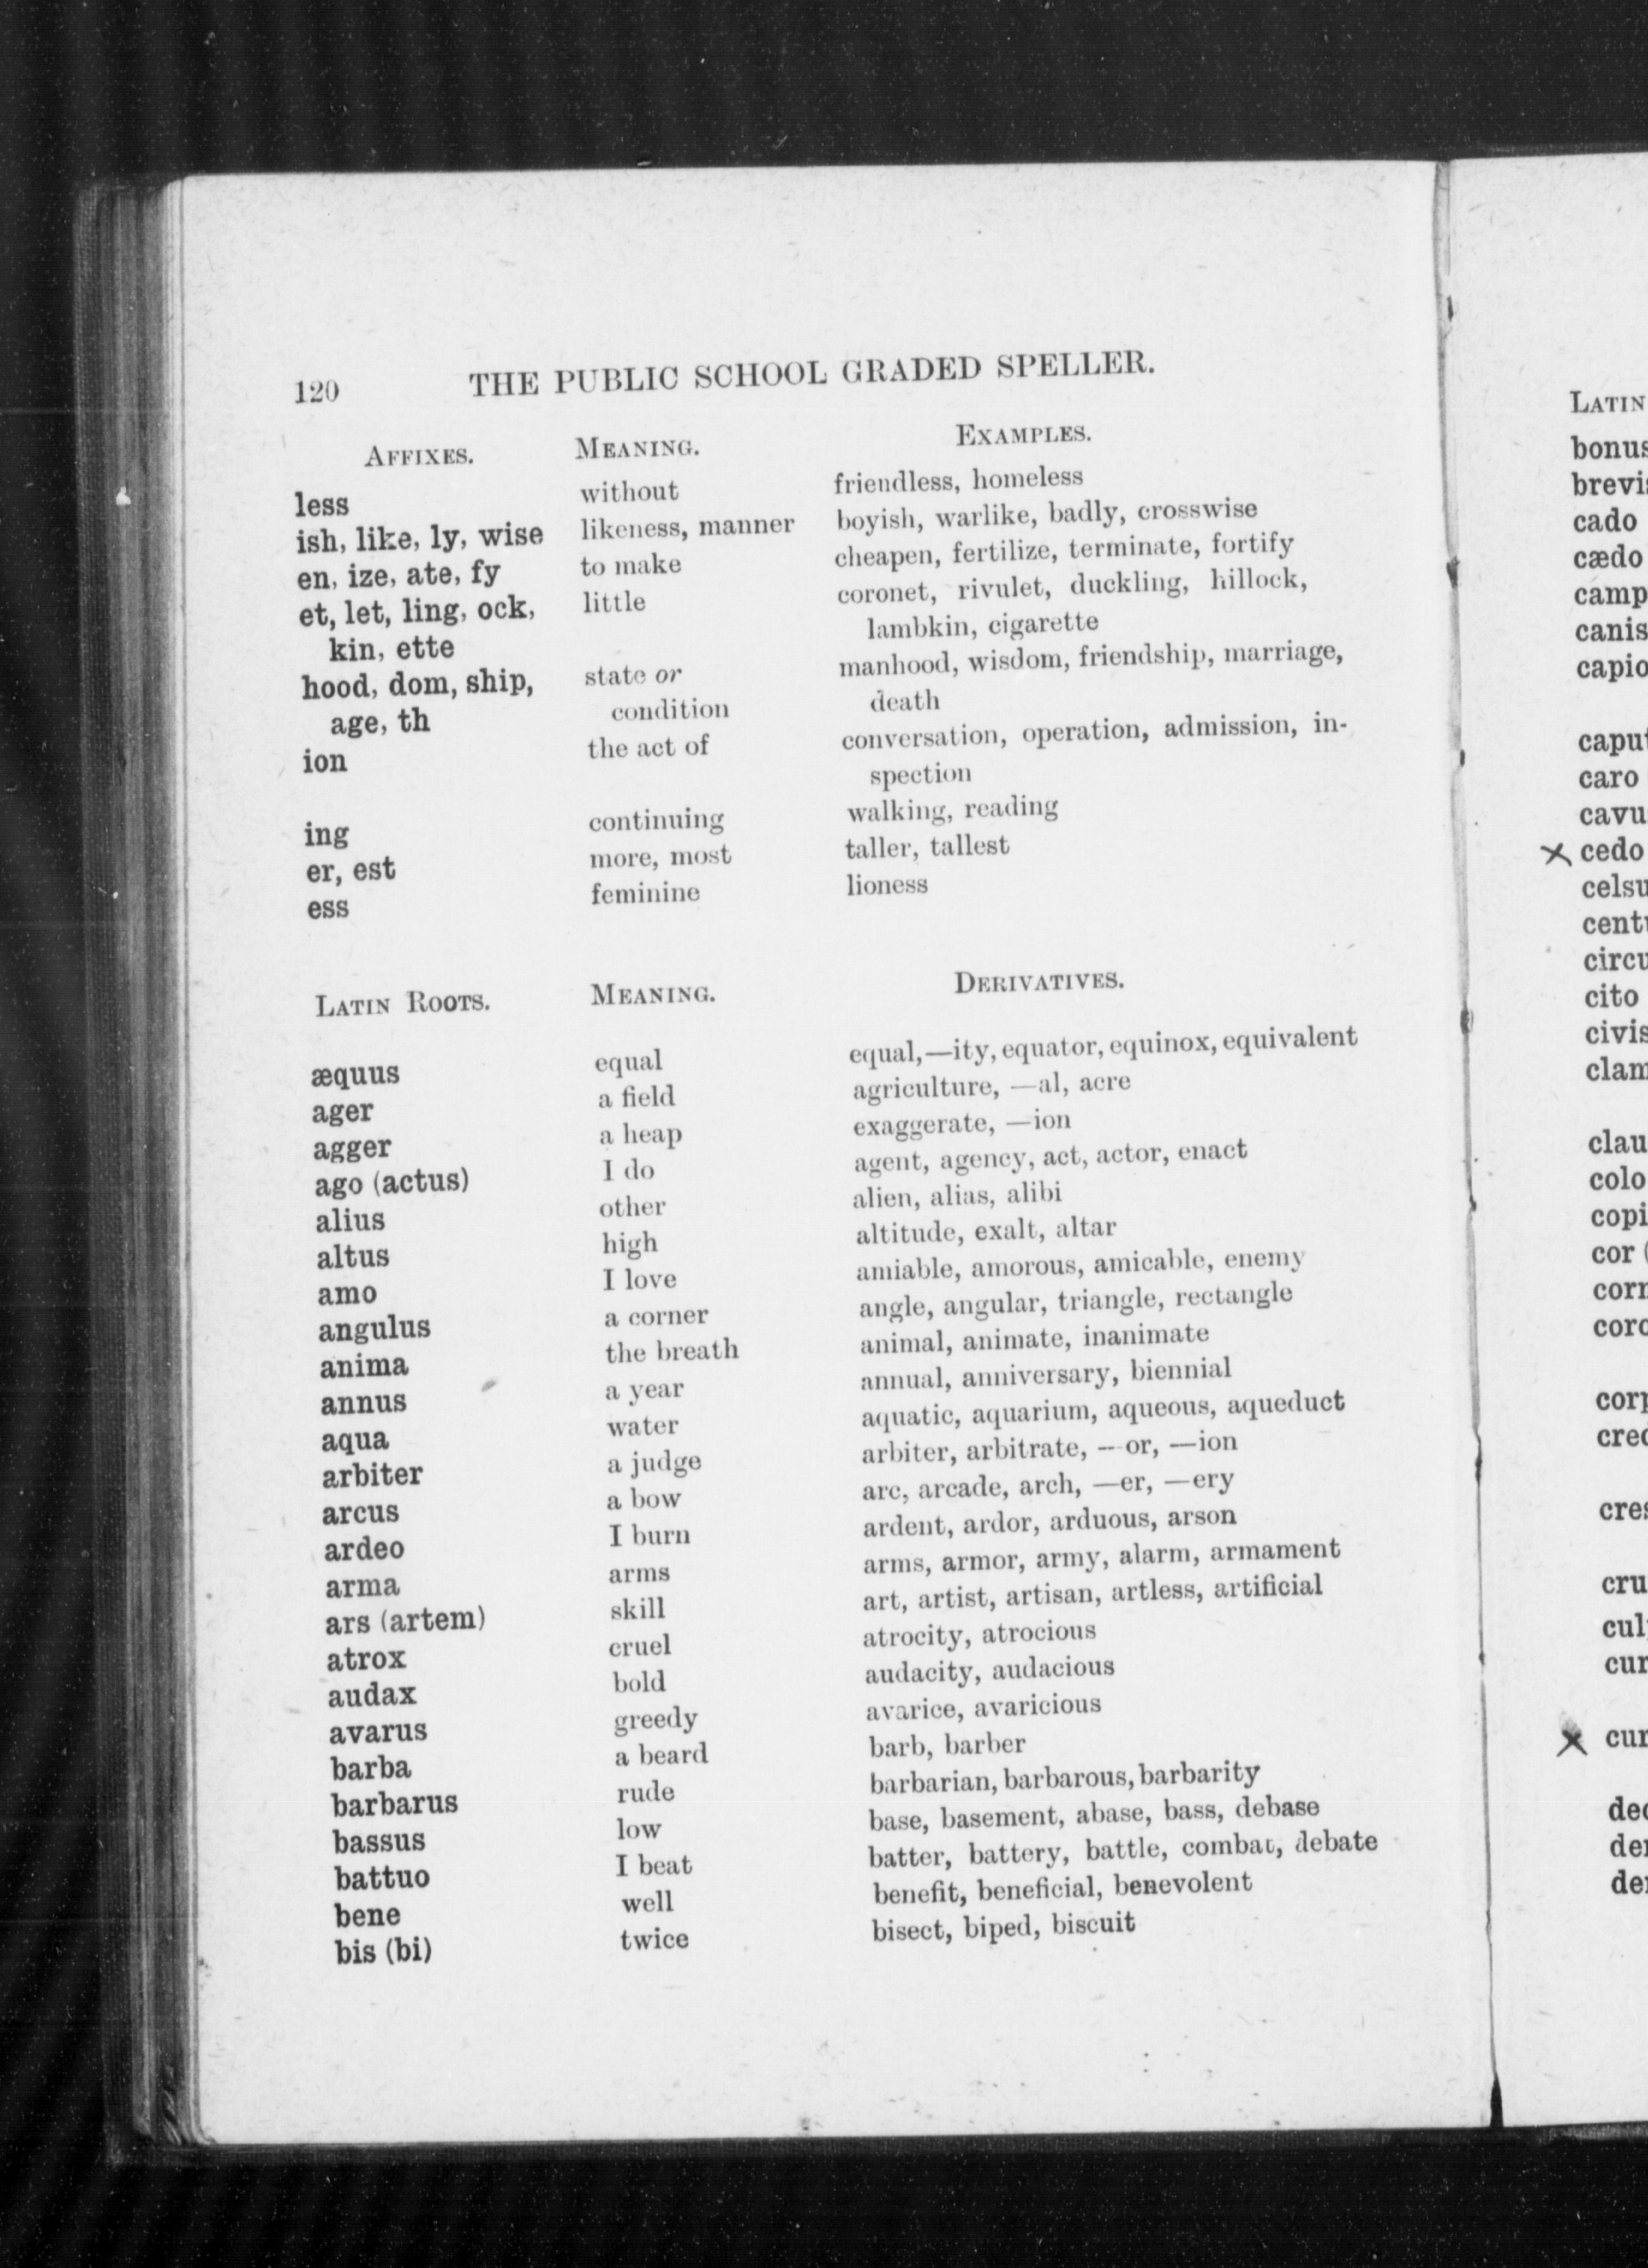 120 THE PUBLIC SCHOOL GRADED SPELLER.
AFFIXES. MEANING. EXAMPLES.
less without friendless, homeless
ish, like, ly, wise likeness, manner boyish, warlike, badly, crosswise
en, ize, ate, fy to make cheapen, fertilize, terminate, fortify
et, let, ling, ock, little coronet, rivulet, duckling, hillock,
kin, ette lambkin, cigarette
hood, dom, ship, state or manhood, wisdom, friendship, marriage,
age, th condition death
ion the act of conversation, operation, admission, in-
spection
ing continuing walking, reading
er, est more, most taller, tallest
ess feminine lioness
LATIN ROOTS. MEANING. DERIVATIVES.
æquus equal equal,—ity, equator, equinox, equivalent
ager a field agriculture, —al, acre
agger a heap exaggerate, —ion
ago (actus) I do agent, agency, act, actor, enact
alius other alien, alias, alibi
altus high altitude, exalt, altar
amo I love amiable, amorous, amicable, enemy
angulus a corner angle, angular, triangle, rectangle
anima the breath animal, animate, inanimate
annus a year annual, anniversary, biennial
aqua water aquatic, aquarium, aqueous, aqueduct
arbiter a judge arbiter, arbitrate, —or, —ion
arcus a bow arc, arcade, arch, —er, —ery
ardeo I burn ardent, ardor, arduous, arson
arma arms arms, armor, army, alarm, armament
ars (artem) skill art, artist, artisan, artless, artificial
atrox cruel atrocity, atrocious
audax bold audacity, audacious
avarus greedy avarice, avaricious
barba a beard barb, barber
barbarus rude barbarian, barbarous, barbarity
bassus low base, basement, abase, bass, debase
battuo I beat batter, battery, battle, combat, debate
bene well benefit, beneficial, benevolent
bis (bi) twice bisect, biped, biscuit
LATIN
cado
cædo
caro
cedo
cito